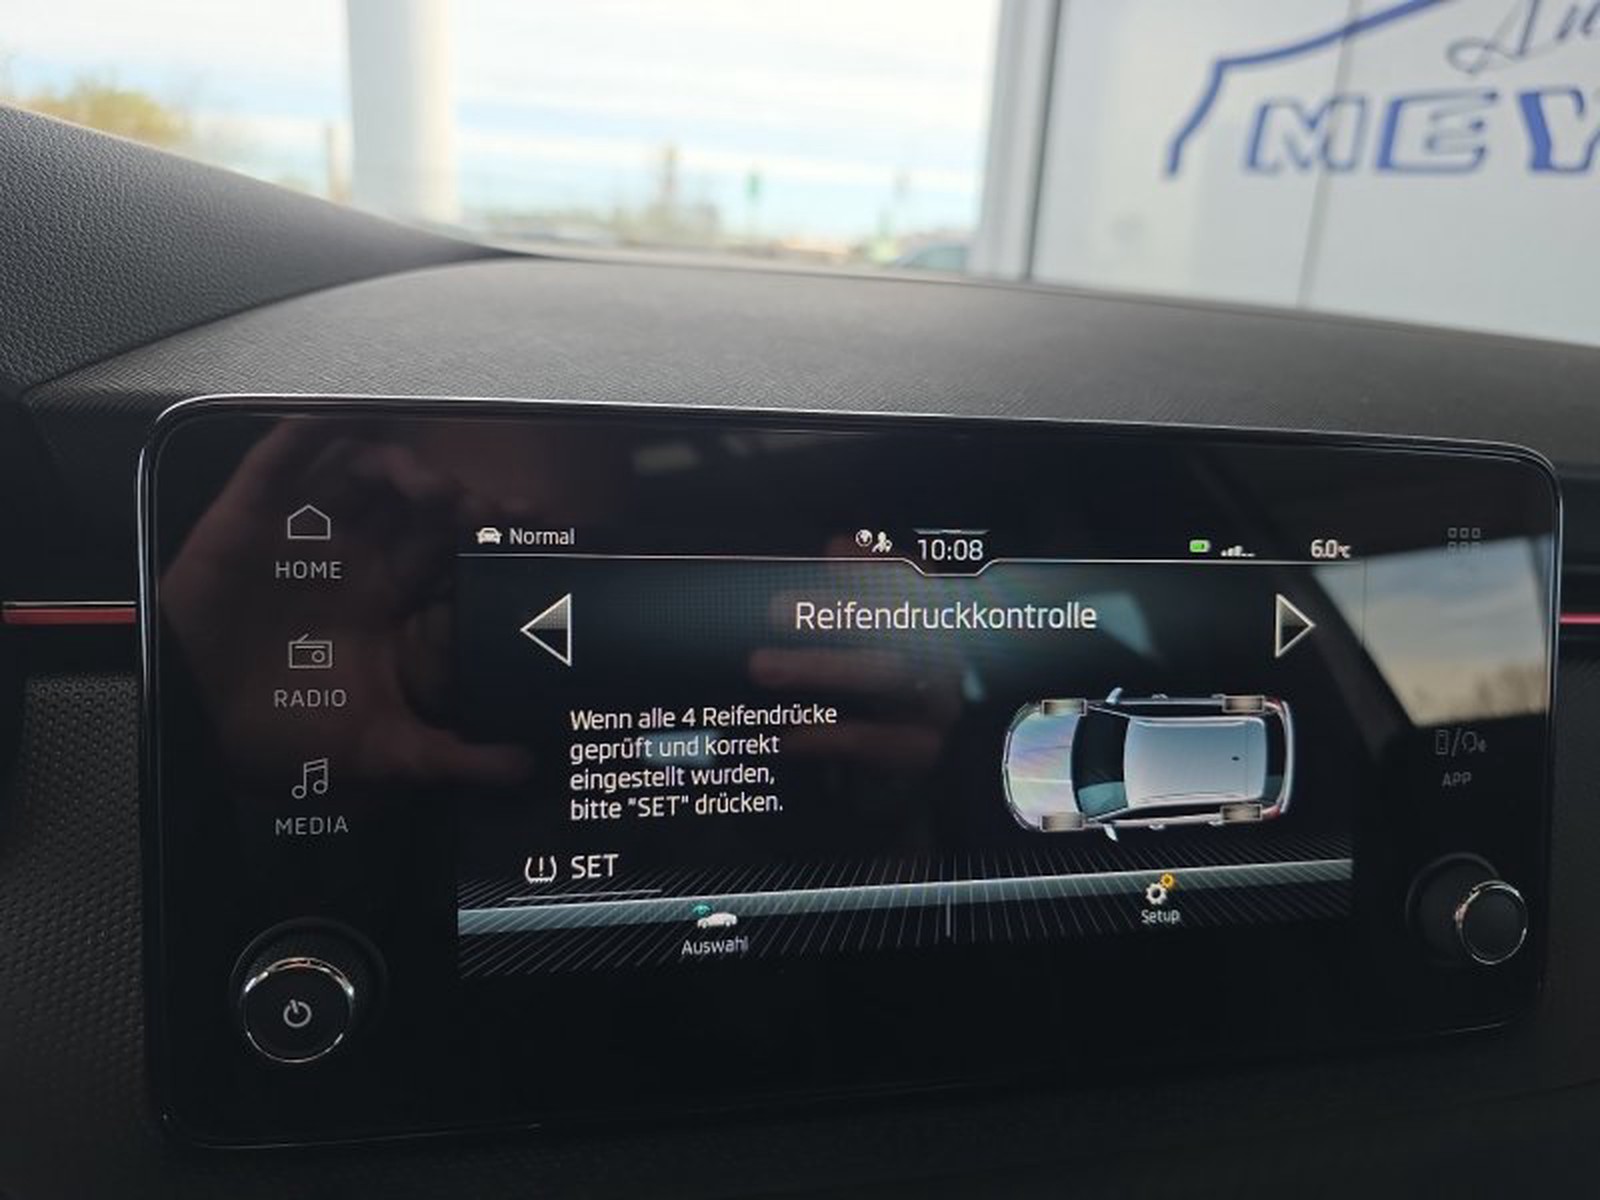 MEY
Normal
10:08
6.0°C
HOME
RADIO
MEDIA
Reifendruckkontrolle
Wenn alle 4 Reifendrücke
geprüft und korrekt
eingestellt wurden,
bitte "SET" drücken.
SET
Auswahl
Setup
APP